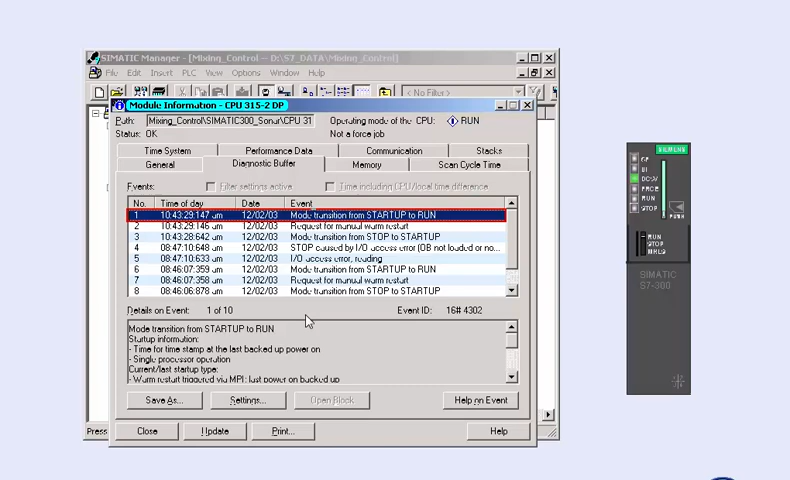 SIMATIC Manager - [Mixing_Control -- D:\S7_DATA\Mixing_Control]
File Edit Insert PLC View Options Window Help
< No Filter >
Module Information - CPU 315-2 DP
Path: Mixing_Control\SIMATIC300_Sonar\CPU 31 Operating mode of the CPU: RUN
Status: OK Not a force job
Time System Performance Data Communication Stacks
General Diagnostic Buffer Memory Scan Cycle Time
Events: Filter settings active Time including CPU/local time difference
No. Time of day Date Event
1 10:43:29:147 am 12/02/03 Mode transition from STARTUP to RUN
2 10:43:29:146 am 12/02/03 Request for manual warm restart
3 10:43:28:642 am 12/02/03 Mode transition from STOP to STARTUP
4 08:47:10:648 am 12/02/03 STOP caused by I/O access error (OB not loaded or no...
5 08:47:10:633 am 12/02/03 I/O access error, reading
6 08:46:07:359 am 12/02/03 Mode transition from STARTUP to RUN
7 08:46:07:358 am 12/02/03 Request for manual warm restart
8 08:46:06:878 am 12/02/03 Mode transition from STOP to STARTUP
Details on Event: 1 of 10 Event ID: 16# 4302
Mode transition from STARTUP to RUN
Startup information:
- Time for time stamp at the last backed up power on
- Single processor operation
Current/last startup type:
- Warm restart triggered via MPI; last power on backed up
Save As... Settings... Open Block Help on Event
Close Update Print... Help
Press
SIEMENS
DC5V
RUN
STOP
PUSH
RUN
STOP
MRES
SIMATIC
S7-300